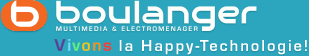 b boulanger
MULTIMEDIA & ELECTROMENAGER
Vivons la Happy-Technologie!